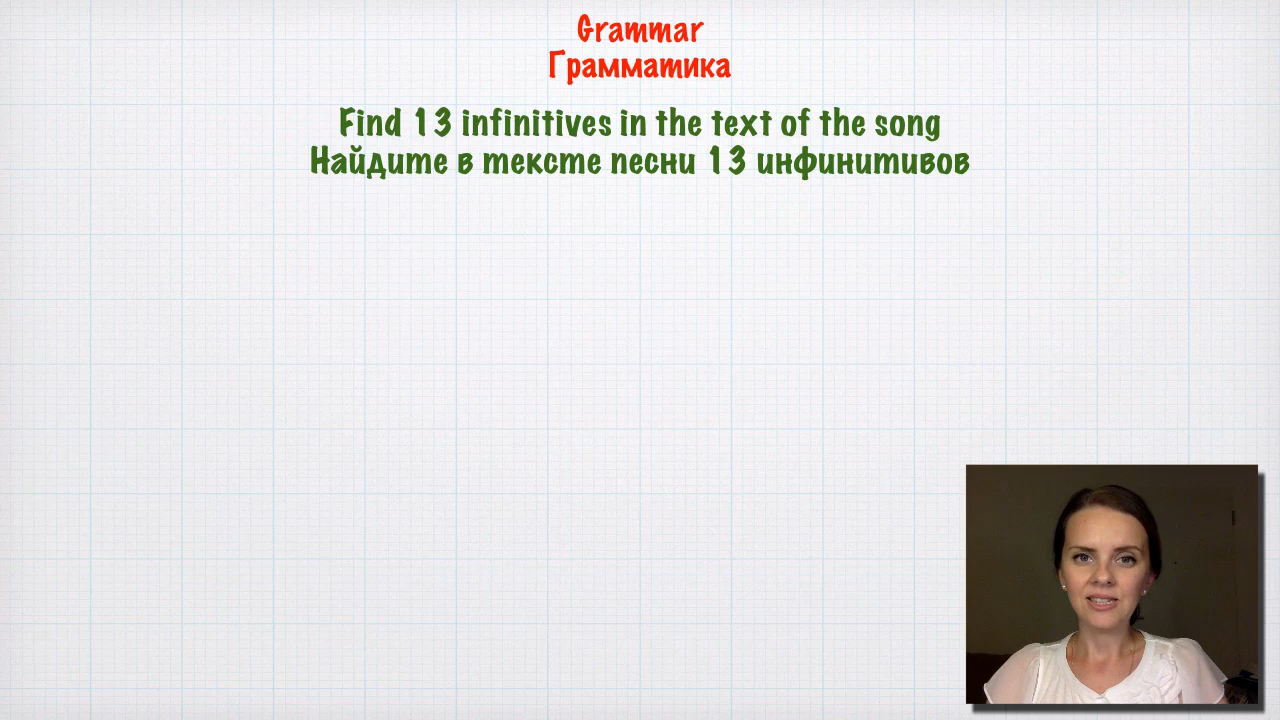 Grammar
Грамматика
Find 13 infinitives in the text of the song
Найдите в тексте песни 13 инфинитивов